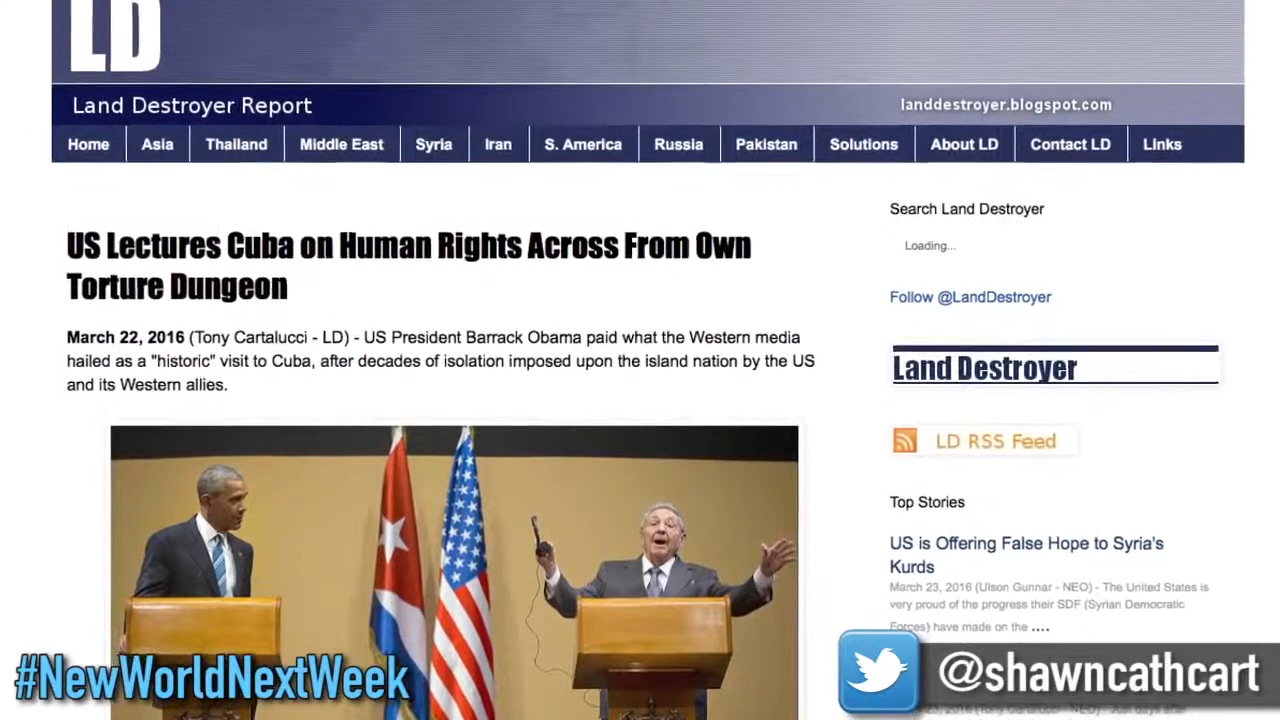 LD
Land Destroyer Report
landdestroyer.blogspot.com
Home Asia Thailand Middle East Syria Iran S. America Russia Pakistan Solutions About LD Contact LD Links
US Lectures Cuba on Human Rights Across From Own
Torture Dungeon
March 22, 2016 (Tony Cartalucci - LD) - US President Barrack Obama paid what the Western media
hailed as a "historic" visit to Cuba, after decades of isolation imposed upon the island nation by the US
and its Western allies.
Search Land Destroyer
Loading...
Follow @LandDestroyer
Land Destroyer
LD RSS Feed
Top Stories
US is Offering False Hope to Syria's
Kurds
March 23, 2016 (Ulson Gunnar - NEO) - The United States is
very proud of the progress their SDF (Syrian Democratic
Forces) have made on the ....
#NewWorldNextWeek
@shawncathcart